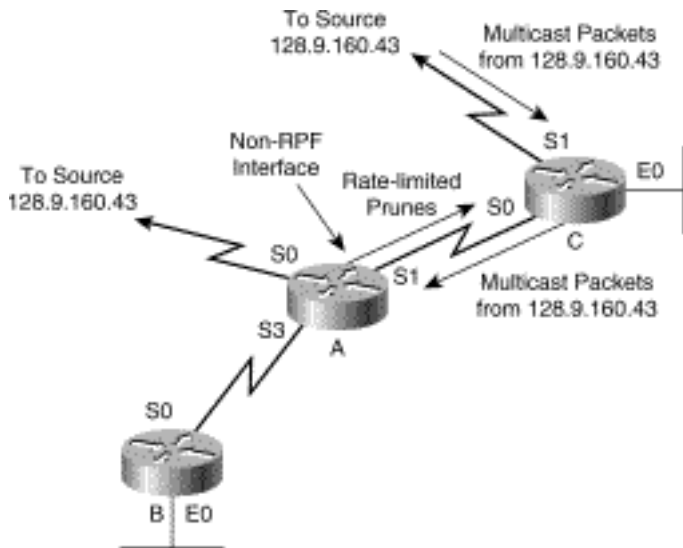 To Source
128.9.160.43
Multicast Packets
from 128.9.160.43
Non-RPF
Interface
S1
E0
To Source
128.9.160.43
Rate-limited
Prunes
S0
C
S0
S1
Multicast Packets
from 128.9.160.43
S3
A
S0
B E0